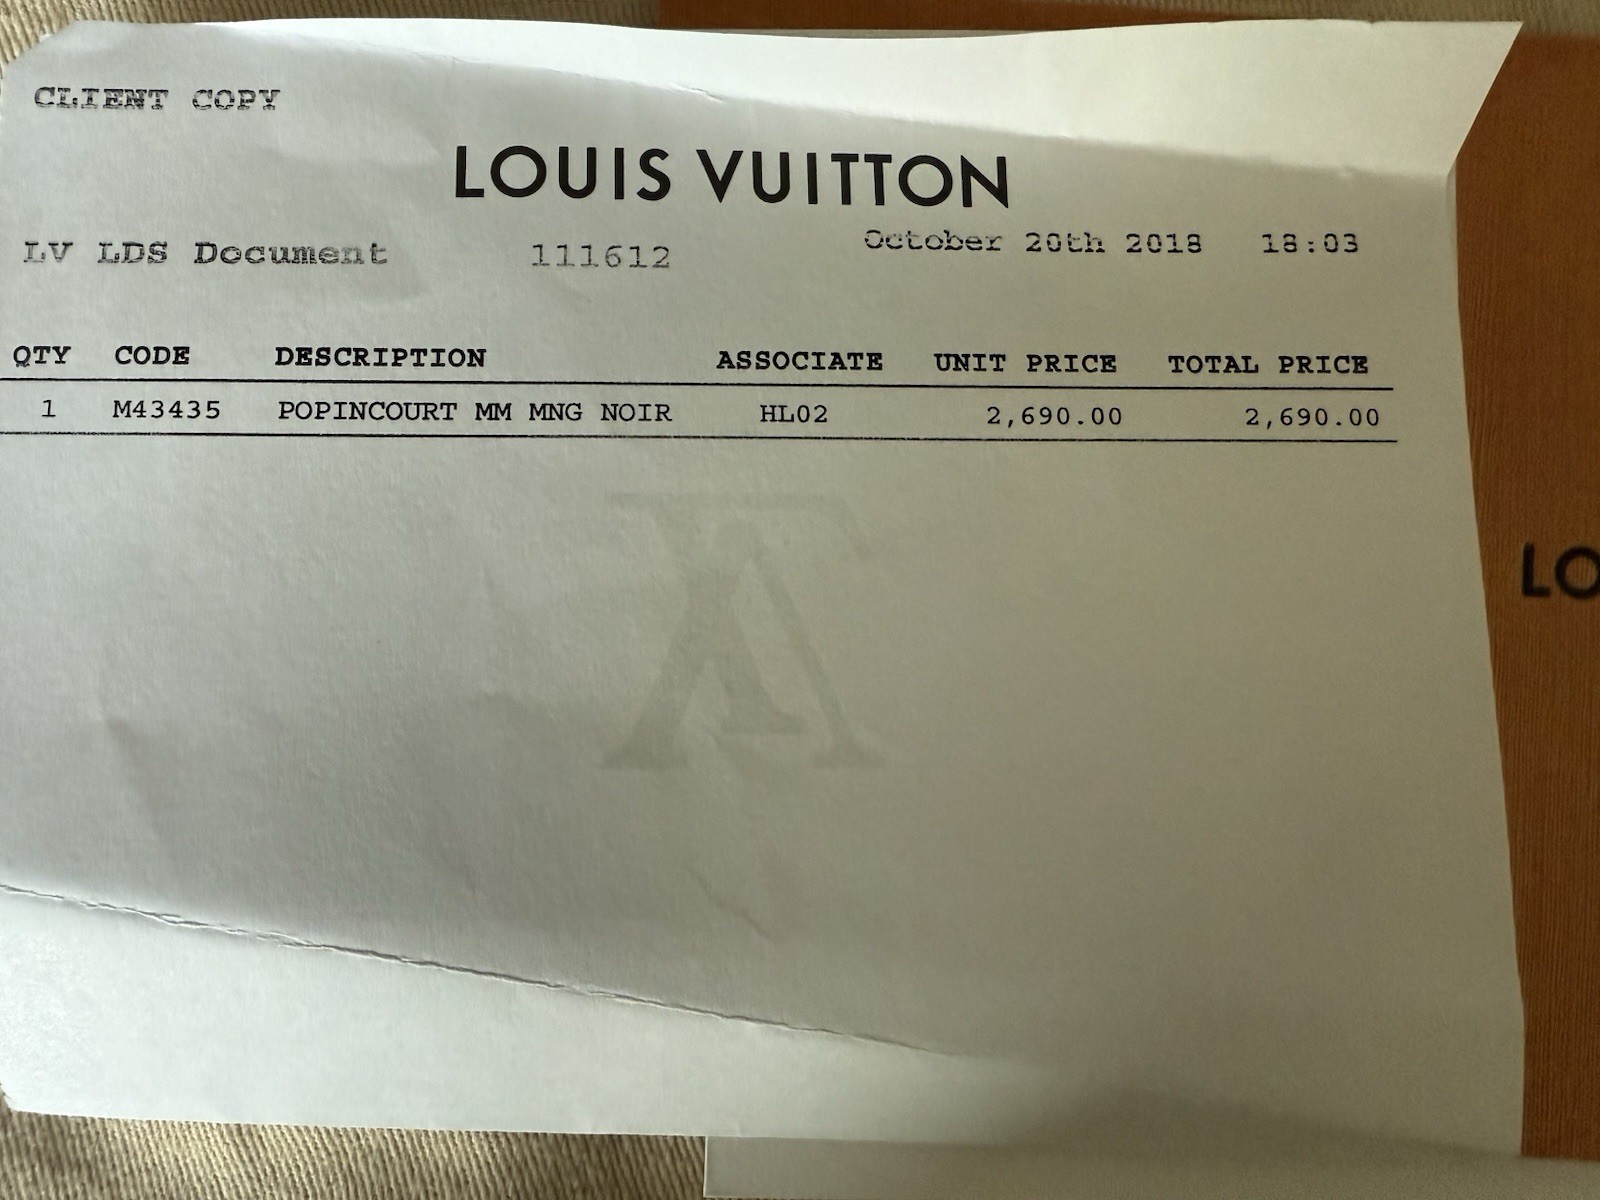 CLIENT COPY
LOUIS VUITTON
LV LDS Document 111612 October 20th 2018 18:03
QTY CODE DESCRIPTION ASSOCIATE UNIT PRICE TOTAL PRICE
1 M43435 POPINCOURT MM MNG NOIR HL02 2,690.00 2,690.00
LO